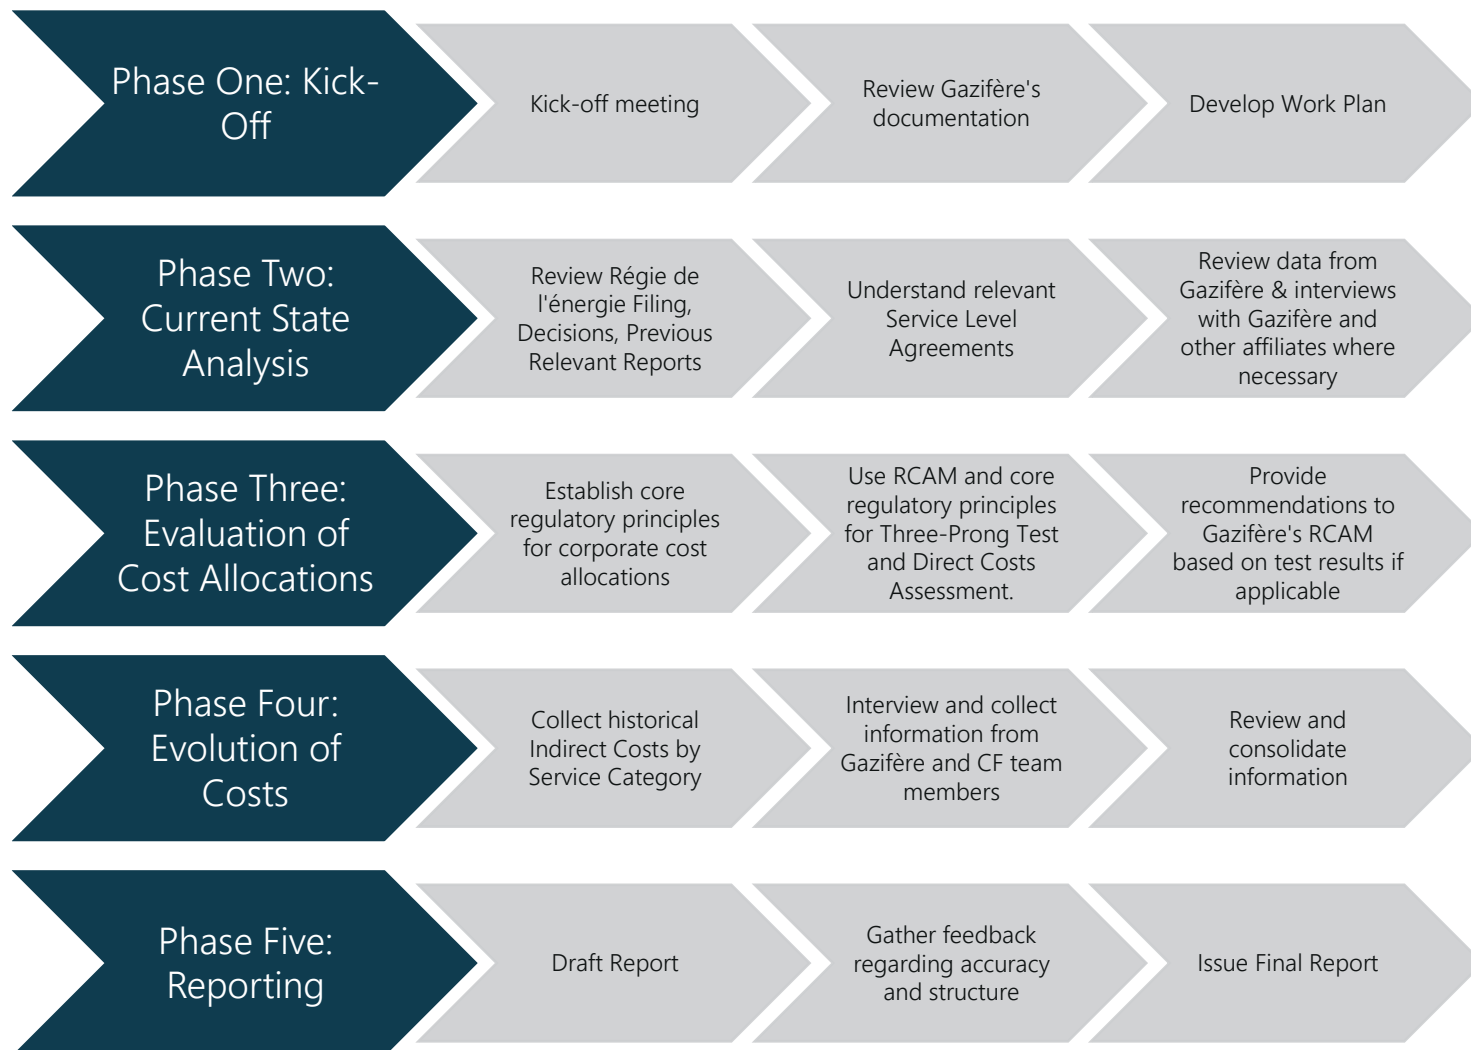 Phase One: Kick-
Off
Kick-off meeting
Review Gazifère's
documentation
Develop Work Plan
Phase Two:
Current State
Analysis
Review Régie de
l'énergie Filing,
Decisions, Previous
Relevant Reports
Understand relevant
Service Level
Agreements
Review data from
Gazifère & interviews
with Gazifère and
other affiliates where
necessary
Phase Three:
Evaluation of
Cost Allocations
Establish core
regulatory principles
for corporate cost
allocations
Use RCAM and core
regulatory principles
for Three-Prong Test
and Direct Costs
Assessment.
Provide
recommendations to
Gazifère's RCAM
based on test results if
applicable
Phase Four:
Evolution of
Costs
Collect historical
Indirect Costs by
Service Category
Interview and collect
information from
Gazifère and CF team
members
Review and
consolidate
information
Phase Five:
Reporting
Draft Report
Gather feedback
regarding accuracy
and structure
Issue Final Report